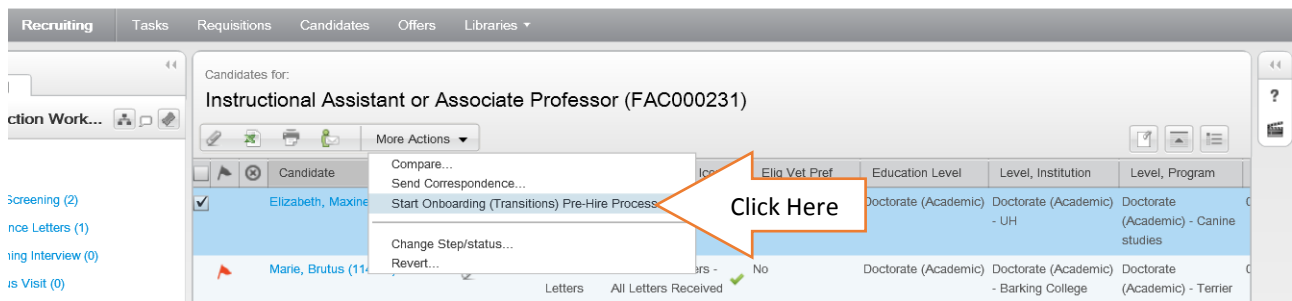 Recruiting Tasks Requisitions Candidates Offers Libraries
Candidates for:
Instructional Assistant or Associate Professor (FAC000231)
ction Work...
More Actions
?
Candidate Elig Vet Pref Education Level Level, Institution Level, Program
Compare...
Send Correspondence...
Start Onboarding (Transitions) Pre-Hire Process
Change Step/status...
Revert...
Click Here
Screening (2)
nce Letters (1)
ning Interview (0)
us Visit (0)
Elizabeth, Maxine Doctorate (Academic) Doctorate (Academic) Doctorate
- UH (Academic) - Canine
studies
Marie, Brutus (114 ers - No Doctorate (Academic) Doctorate (Academic) Doctorate
Letters All Letters Received - Barking College (Academic) - Terrier